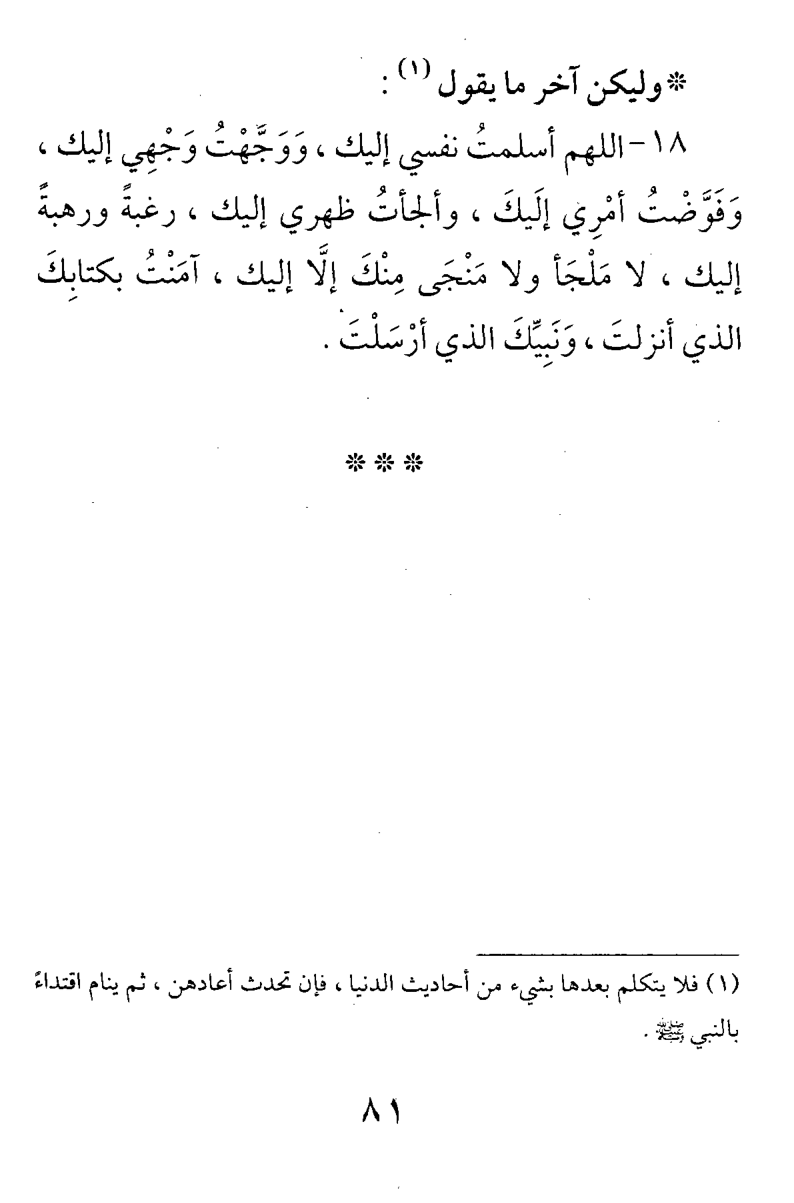 * وليكن آخر ما يقول (١) :
١٨- اللهم أسلمتُ نفسي إليك ، وَوَجَّهْتُ وَجْهِي إليك ،
وَفَوَّضْتُ أمْرِي إلَيكَ ، وألجأتُ ظهري إليك ، رغبةً ورهبةً
إليك ، لا مَلْجَأ ولا مَنْجَى مِنْكَ إلَّا إليك ، آمَنْتُ بكتابِكَ
الذي أنزلتَ ، وَنَبِيِّكَ الذي أرْسَلْتَ .
* * *
(١) فلا يتكلم بعدها بشيء من أحاديث الدنيا ، فإن تحدث أعادهن ، ثم ينام اقتداءً
بالنبي ﷺ .
٨١